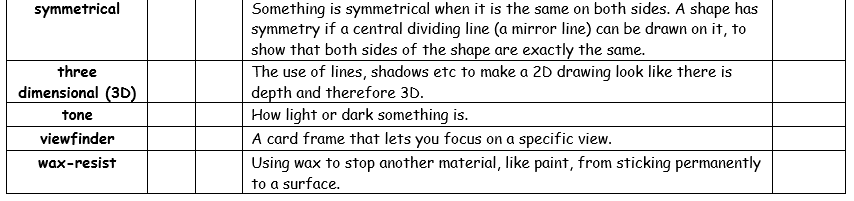 symmetrical
Something is symmetrical when it is the same on both sides. A shape has
symmetry if a central dividing line (a mirror line) can be drawn on it, to
show that both sides of the shape are exactly the same.
three
dimensional (3D)
The use of lines, shadows etc to make a 2D drawing look like there is
depth and therefore 3D.
tone
How light or dark something is.
viewfinder
A card frame that lets you focus on a specific view.
wax-resist
Using wax to stop another material, like paint, from sticking permanently
to a surface.